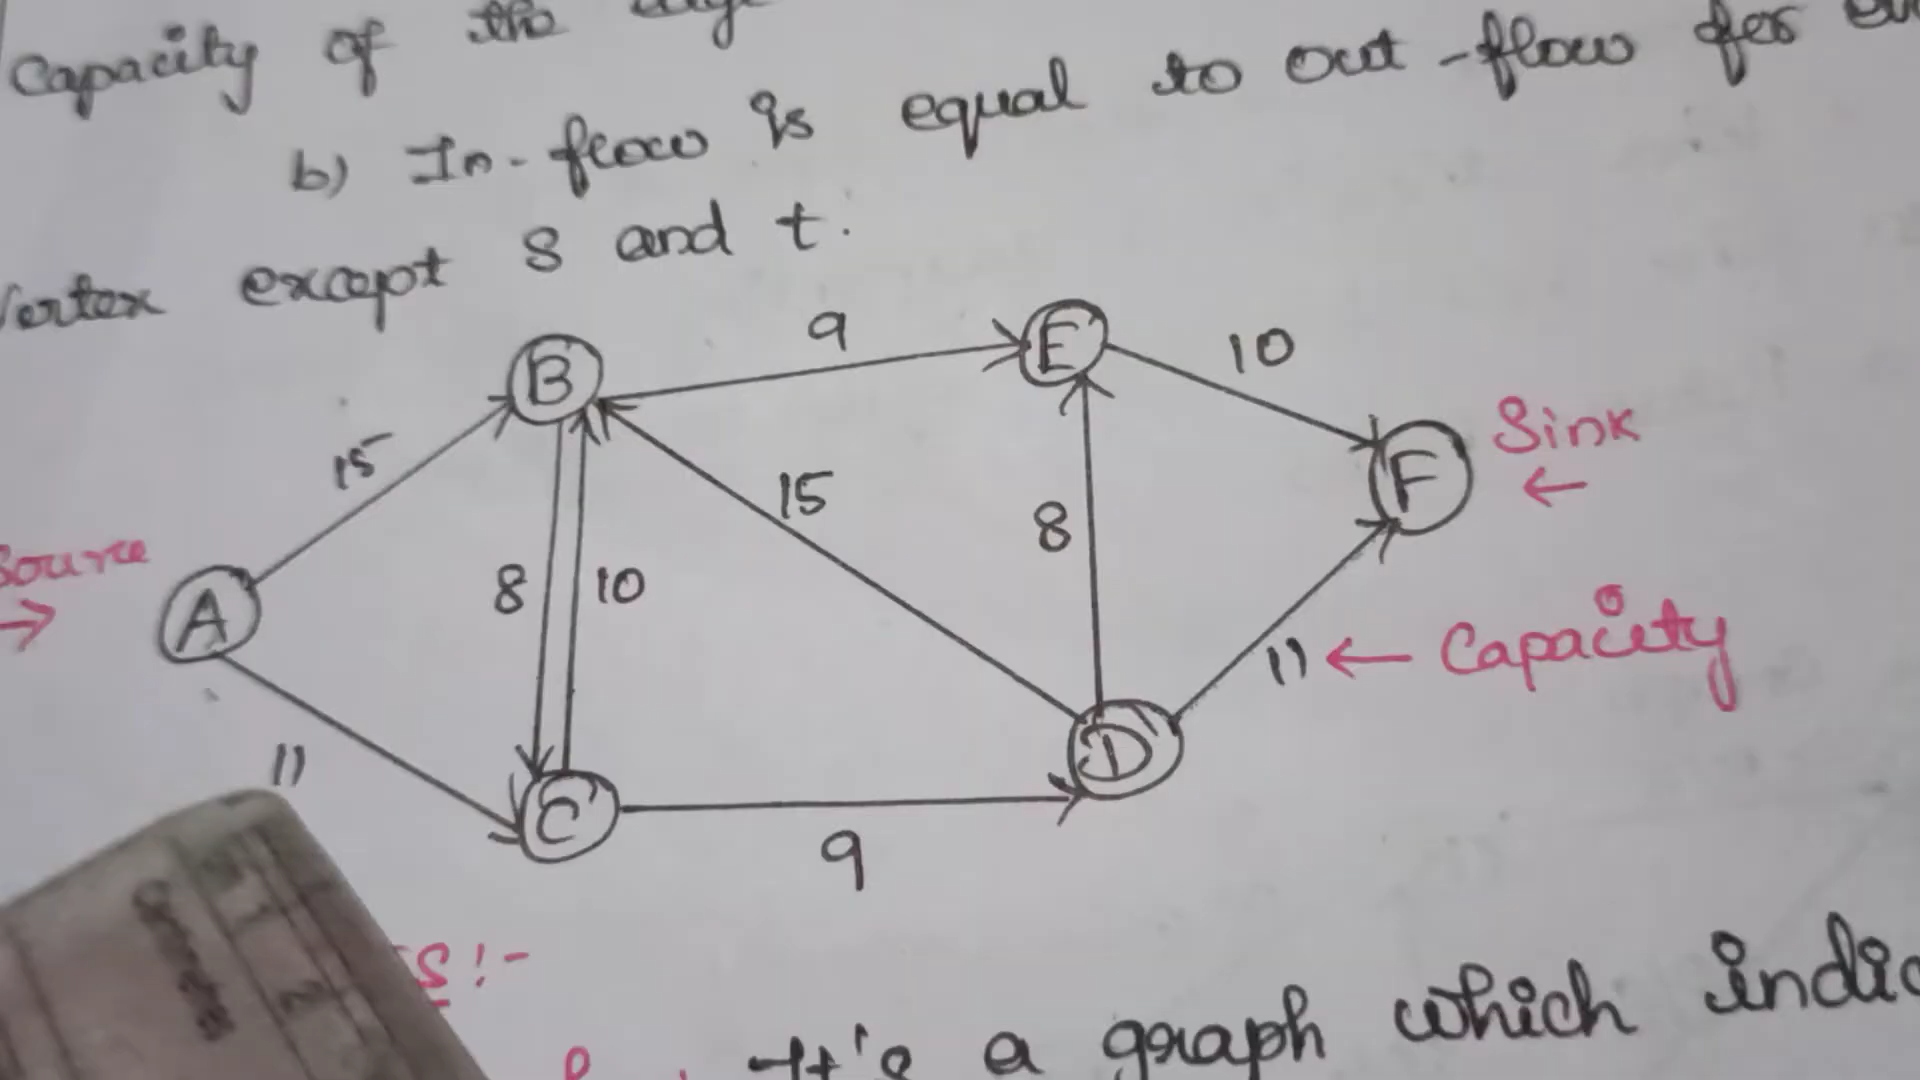 Capacity of the
b) In-flow is equal to out-flow for
Vertex except S and t.
B 9 E 10
15 8 10 15 8
Source
→ A
F Sink
←
11 ← Capacity
11 C 9 D
S:-
It's a graph which indic